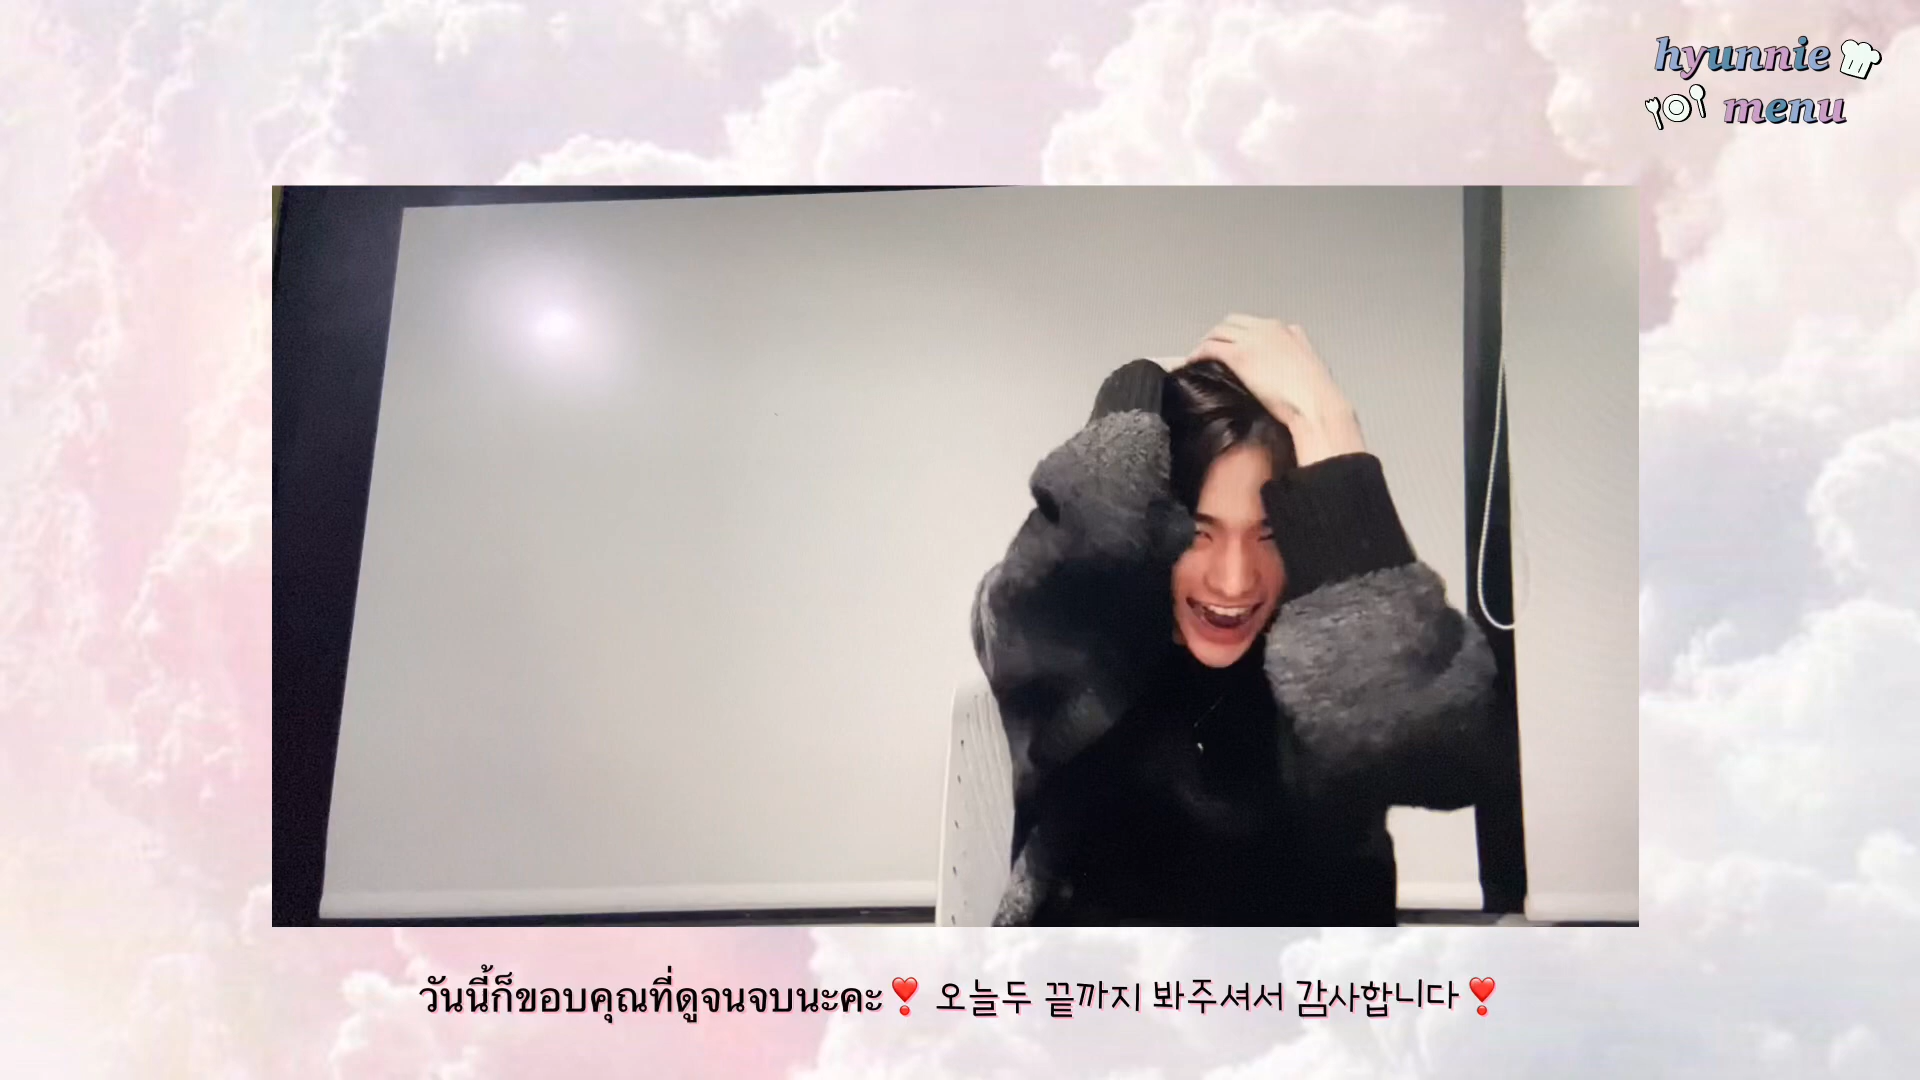 hyunnie
menu
วันนี้ก็ขอบคุณที่ดูจนจบนะคะ❣️ 오늘두 끝까지 봐주셔서 감사합니다❣️